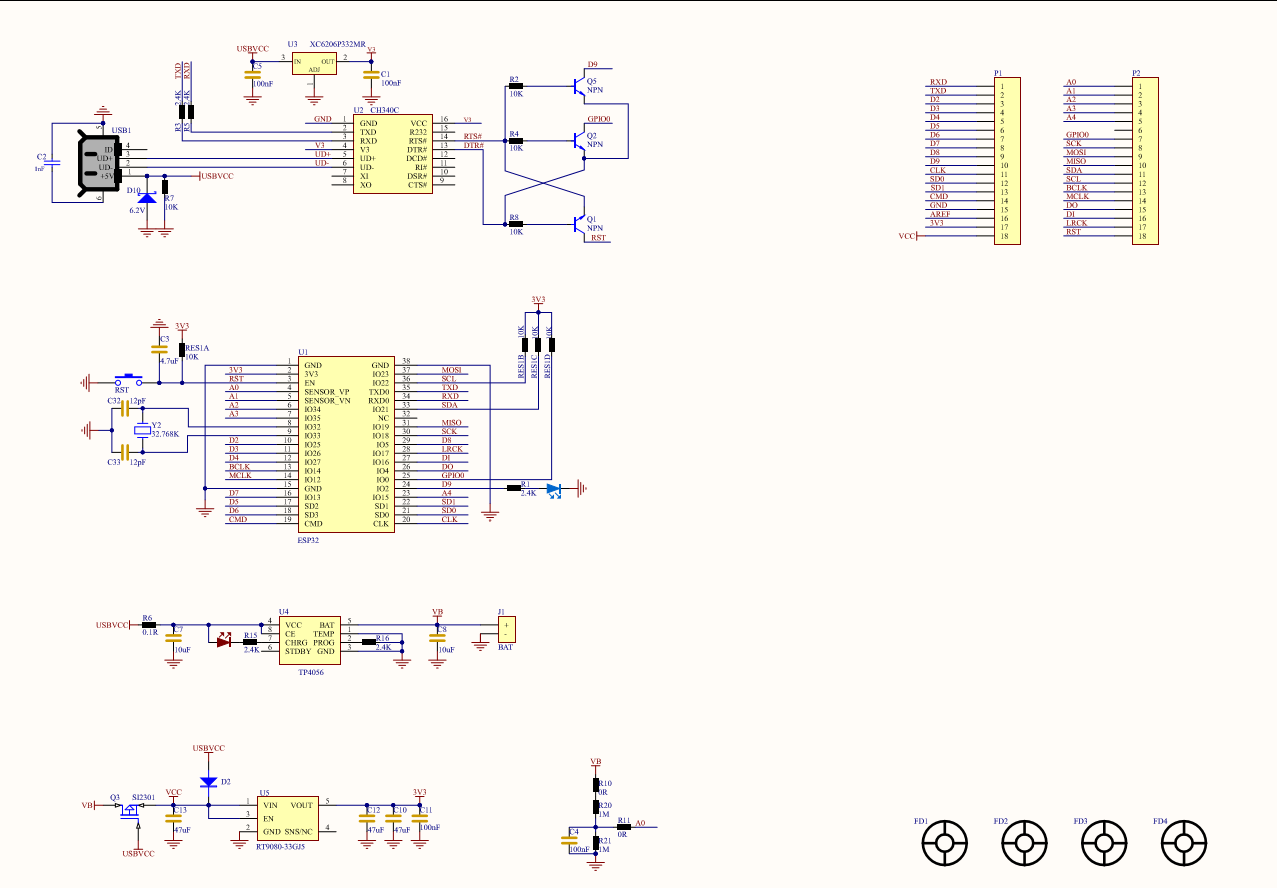 USBVCC
U3 XC6206P332MR
V3
3 IN OUT 2
ADJ
1
C5
100nF
C1
100nF
TXD
RXD
2.4K
2.4K
R3
R5
U2 CH340C
GND 1 GND VCC 16 V3
2 TXD R232 15
3 RXD RTS# 14 RTS#
V3 4 V3 DTR# 13 DTR#
UD+ 5 UD+ DCD# 12
UD- 6 UD- RI# 11
7 XI DSR# 10
8 XO CTS# 9
USB1
5
ID 4
UD+ 3
UD- 2
+5V 1
6
C2
1nF
USBVCC
D10
6.2V
R7
10K
R2
10K
D9
Q5
NPN
R4
10K
GPIO0
Q2
NPN
R8
10K
Q1
NPN
RST
P1
RXD 1
TXD 2
D2 3
D3 4
D4 5
D5 6
D6 7
D7 8
D8 9
D9 10
CLK 11
SD0 12
SD1 13
CMD 14
GND 15
AREF 16
3V3 17
VCC 18
P2
A0 1
A1 2
A2 3
A3 4
A4 5
6
GPIO0 7
SCK 8
MOSI 9
MISO 10
SDA 11
SCL 12
BCLK 13
MCLK 14
DO 15
DI 16
LRCK 17
RST 18
3V3
C3
4.7uF
RES1A
10K
RST
C32 12pF
Y2
32.768K
C33 12pF
3V3
10K
RES1B
RES1C
RES1D
U1
1 GND GND 38
3V3 2 3V3 IO23 37 MOSI
RST 3 EN IO22 36 SCL
A0 4 SENSOR_VP TXD0 35 TXD
A1 5 SENSOR_VN RXD0 34 RXD
A2 6 IO34 IO21 33 SDA
A3 7 IO35 NC 32
8 IO32 IO19 31 MISO
9 IO33 IO18 30 SCK
D2 10 IO25 IO5 29 D8
D3 11 IO26 IO17 28 LRCK
D4 12 IO27 IO16 27 DI
BCLK 13 IO14 IO4 26 DO
MCLK 14 IO12 IO0 25 GPIO0
15 GND IO2 24 D9
D7 16 IO13 IO15 23 A4
D5 17 SD2 SD1 22 SD1
D6 18 SD3 SD0 21 SD0
CMD 19 CMD CLK 20 CLK
ESP32
R1
2.4K
USBVCC
R6
0.1R
C7
10uF
R15
2.4K
U4
4 VCC BAT 5
8 CE TEMP 1
7 CHRG PROG 2
6 STDBY GND 3
TP4056
R16
2.4K
VB
C8
10uF
J1
+
-
BAT
USBVCC
D2
VB
Q3 SI2301
USBVCC
VCC
C13
47uF
U5
1 VIN VOUT 5
3 EN
2 GND SNS/NC 4
RT9080-33GJ5
3V3
C12
47uF
C10
47uF
C11
100nF
VB
R10
0R
R20
1M
R11
0R
A0
C4
100nF
R21
1M
FD1 FD2 FD3 FD4